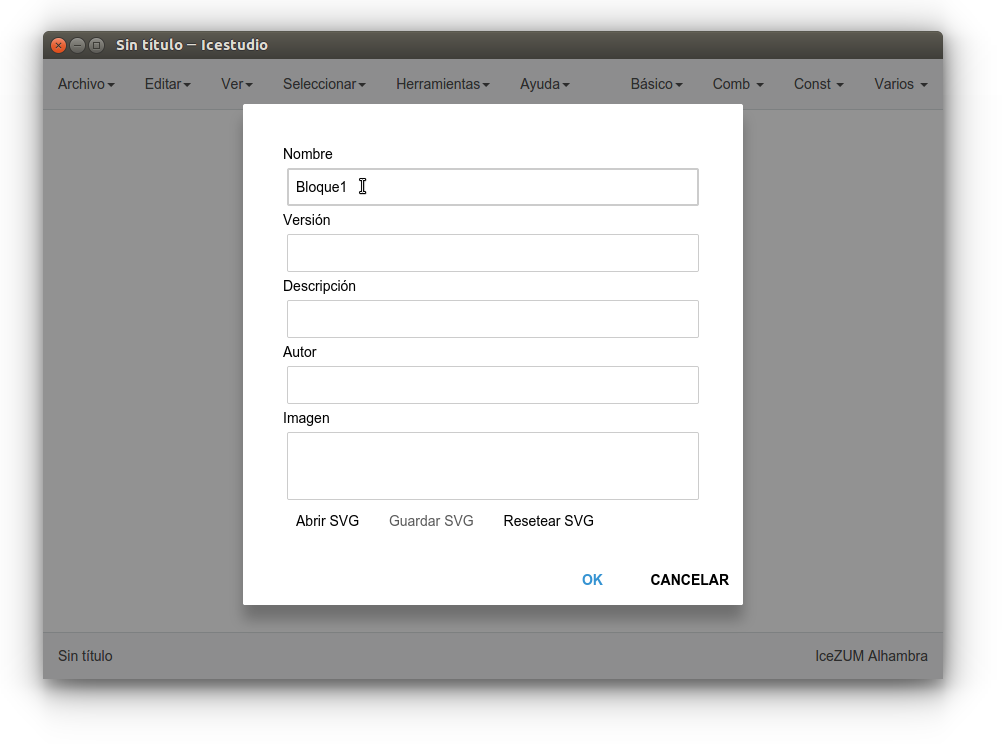 Sin título — Icestudio
Archivo Editar Ver Seleccionar Herramientas Ayuda Básico Comb Const Varios
Nombre
Bloque1
Versión
Descripción
Autor
Imagen
Abrir SVG Guardar SVG Resetear SVG
OK CANCELAR
Sin título IceZUM Alhambra